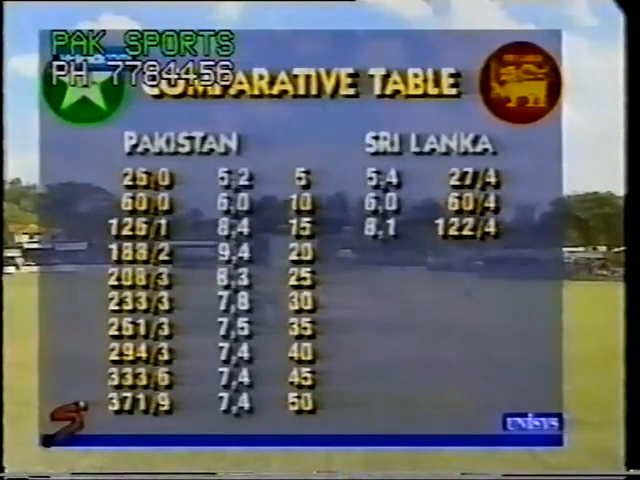 PAK SPORTS
PH-7784456
COMPARATIVE TABLE
PAKISTAN SRI LANKA
25/0 5,2 5 5,4 27/4
60/0 6,0 10 6,0 60/4
126/1 8,4 15 8,1 122/4
188/2 9,4 20
208/3 8,3 25
233/3 7,8 30
261/3 7,5 35
294/3 7,4 40
333/6 7,4 45
371/9 7,4 50
UNISYS